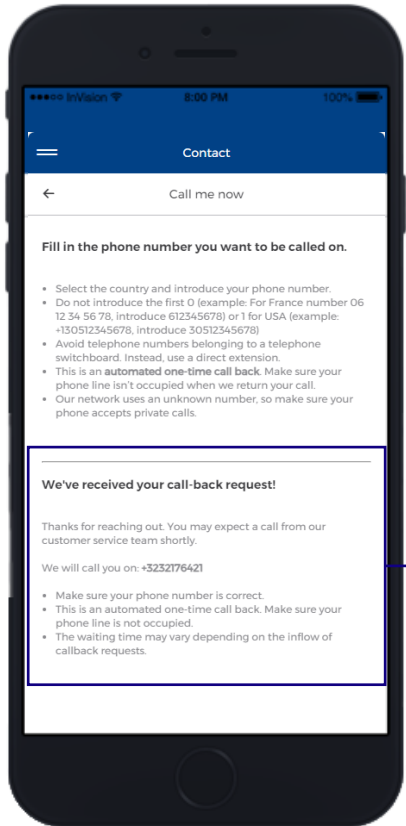 InVision 8:00 PM 100%
Contact
Call me now
Fill in the phone number you want to be called on.
• Select the country and introduce your phone number.
• Do not introduce the first 0 (example: For France number 06
12 34 56 78, introduce 612345678) or 1 for USA (example:
+130512345678, introduce 30512345678)
• Avoid telephone numbers belonging to a telephone
switchboard. Instead, use a direct extension.
• This is an automated one-time call back. Make sure your
phone line isn't occupied when we return your call.
• Our network uses an unknown number, so make sure your
phone accepts private calls.
We've received your call-back request!
Thanks for reaching out. You may expect a call from our
customer service team shortly.
We will call you on: +3232176421
• Make sure your phone number is correct.
• This is an automated one-time call back. Make sure your
phone line is not occupied.
• The waiting time may vary depending on the inflow of
callback requests.